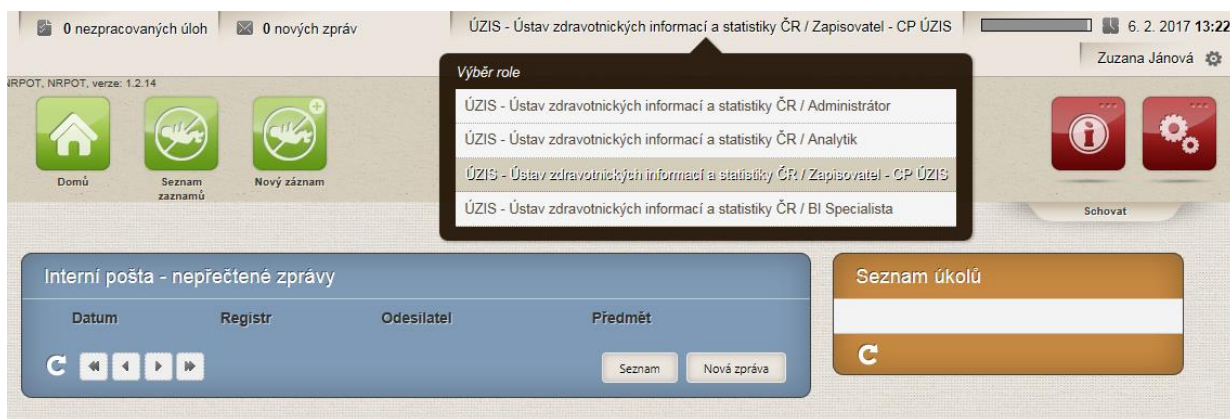 0 nezpracovaných úloh
0 nových zpráv
ÚZIS - Ústav zdravotnických informací a statistiky ČR / Zapisovatel - CP ÚZIS
6. 2. 2017 13:22
Zuzana Jánová
NRPOT, NRPOT, verze: 1.2.14
Výběr role
ÚZIS - Ústav zdravotnických informací a statistiky ČR / Administrátor
ÚZIS - Ústav zdravotnických informací a statistiky ČR / Analytik
ÚZIS - Ústav zdravotnických informací a statistiky ČR / Zapisovatel - CP ÚZIS
ÚZIS - Ústav zdravotnických informací a statistiky ČR / BI Specialista
Domů
Seznam
zaznamů
Nový záznam
Schovat
Interní pošta - nepřečtené zprávy
Datum Registr Odesilatel Předmět
Seznam Nová zpráva
Seznam úkolů